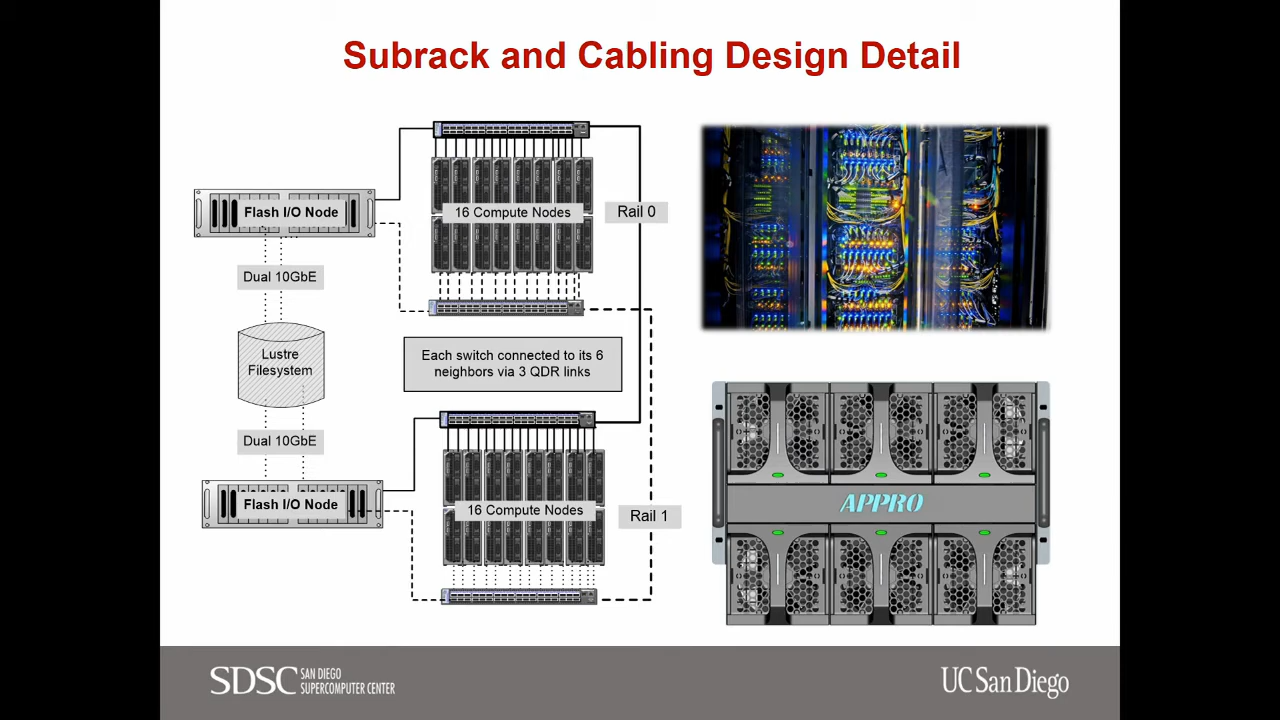 Subrack and Cabling Design Detail
Flash I/O Node
16 Compute Nodes
Rail 0
Dual 10GbE
Lustre
Filesystem
Each switch connected to its 6
neighbors via 3 QDR links
Dual 10GbE
Flash I/O Node
16 Compute Nodes
Rail 1
APPRO
SDSC
SAN DIEGO
SUPERCOMPUTER CENTER
UC San Diego